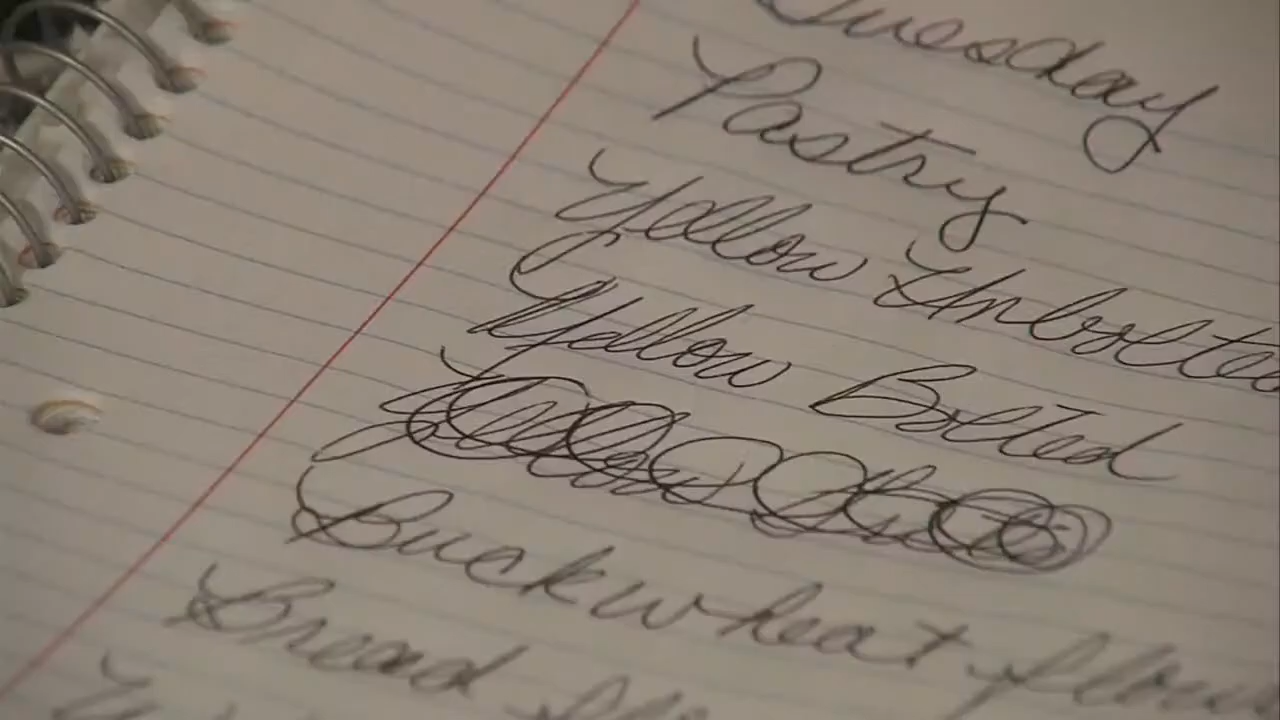 Tuesday
Pastry
Yellow Unbolted
Yellow Bolted
Buckwheat flour
Bread